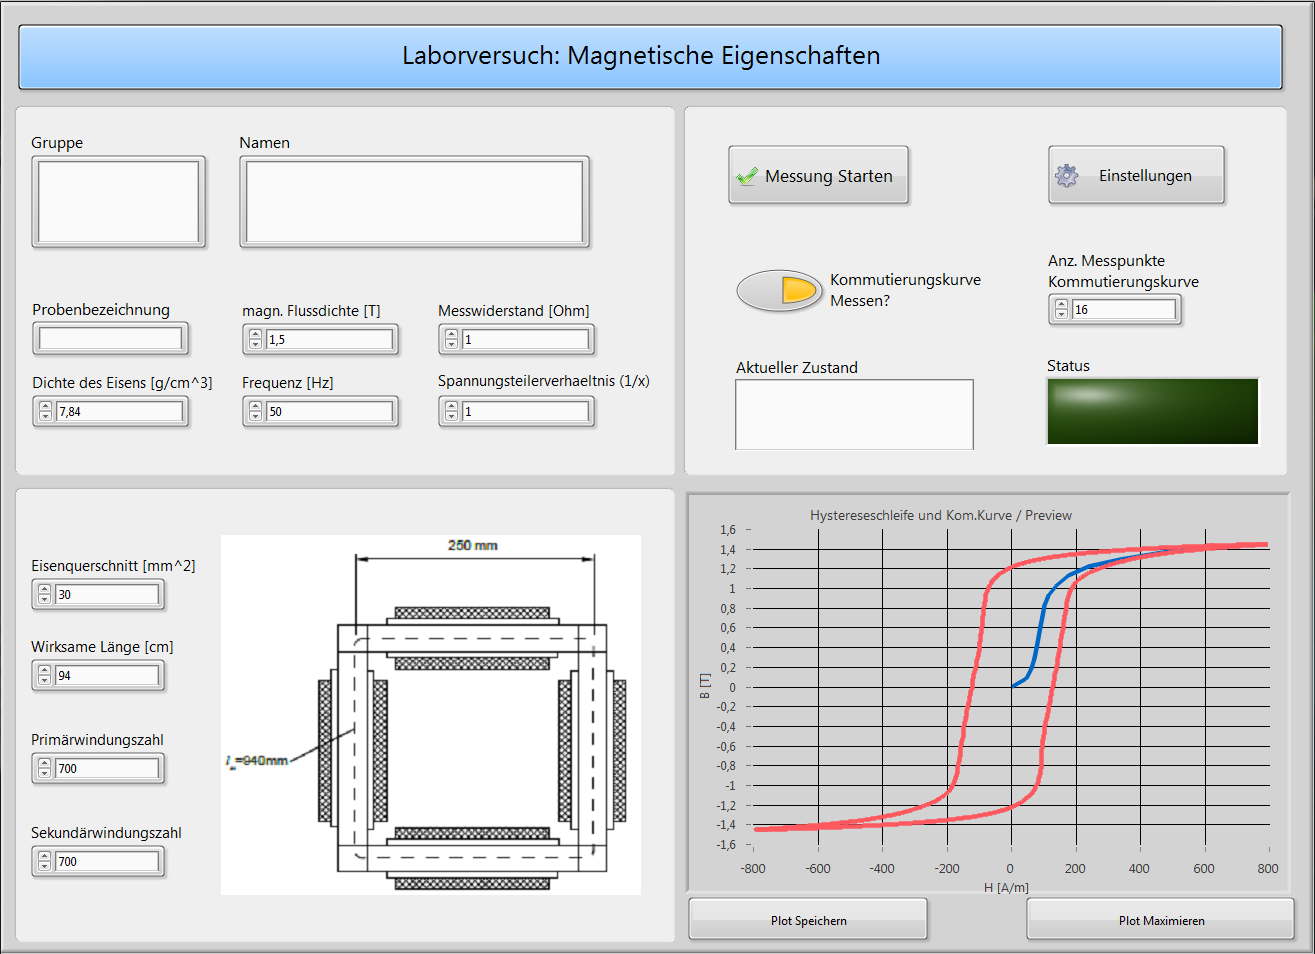 Laborversuch: Magnetische Eigenschaften
Gruppe
Namen
Probenbezeichnung
magn. Flussdichte [T]
1,5
Messwiderstand [Ohm]
1
Dichte des Eisens [g/cm^3]
7,84
Frequenz [Hz]
50
Spannungsteilerverhaeltnis (1/x)
1
Messung Starten
Einstellungen
Kommutierungskurve
Messen?
Anz. Messpunkte
Kommutierungskurve
16
Aktueller Zustand
Status
Eisenquerschnitt [mm^2]
30
Wirksame Länge [cm]
94
Primärwindungszahl
700
Sekundärwindungszahl
700
250 mm
=940mm
Hystereseschleife und Kom.Kurve / Preview
B [T]
1,6
1,4
1,2
1
0,8
0,6
0,4
0,2
0
-0,2
-0,4
-0,6
-0,8
-1
-1,2
-1,4
-1,6
-800
-600
-400
-200
0
200
400
600
800
H [A/m]
Plot Speichern
Plot Maximieren